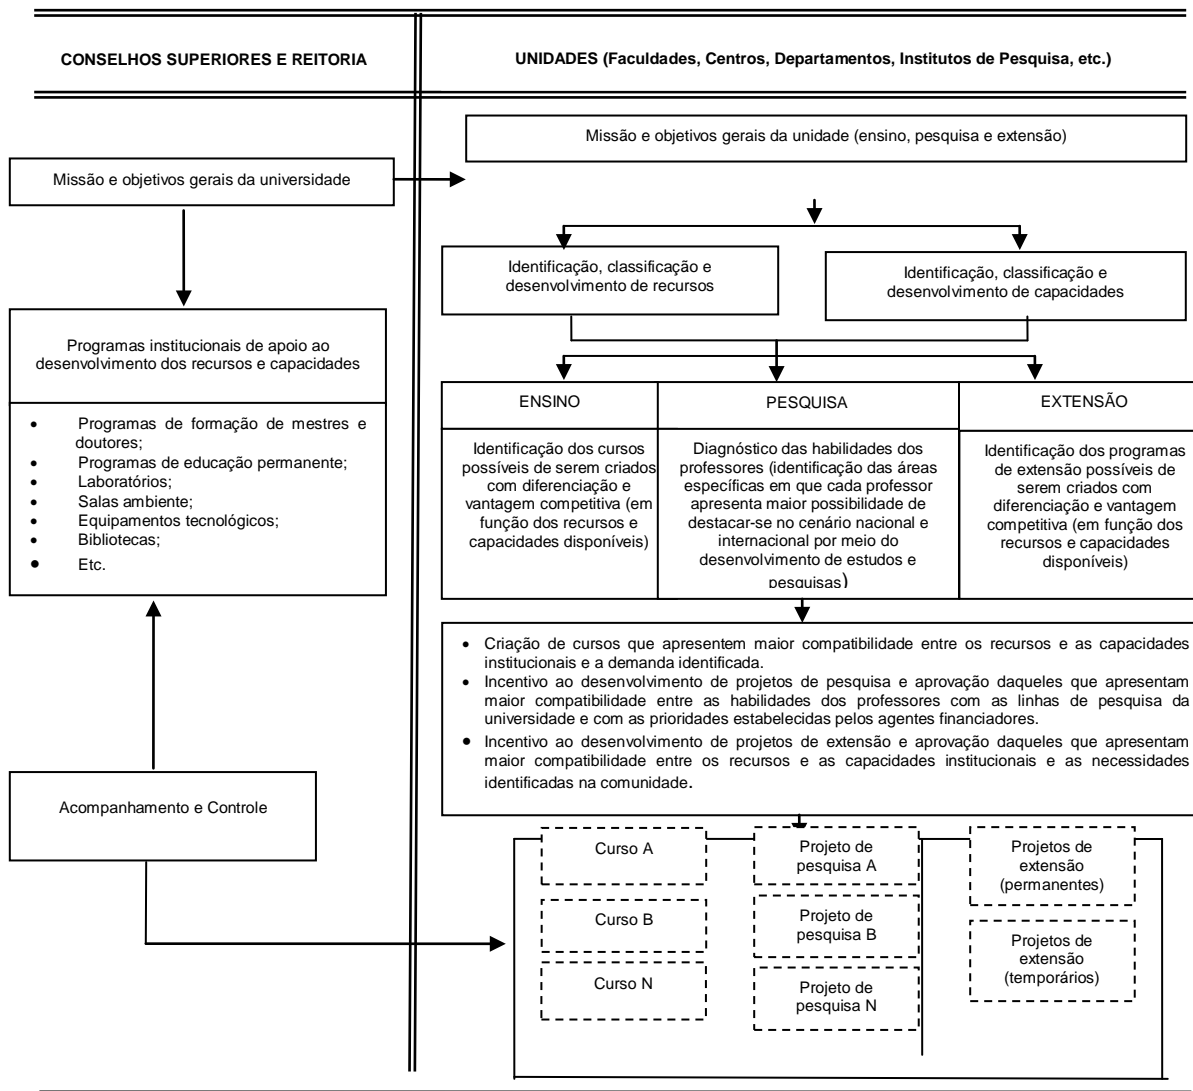 CONSELHOS SUPERIORES E REITORIA
UNIDADES (Faculdades, Centros, Departamentos, Institutos de Pesquisa, etc.)
Missão e objetivos gerais da universidade
Programas institucionais de apoio ao
desenvolvimento dos recursos e capacidades
• Programas de formação de mestres e
doutores;
• Programas de educação permanente;
• Laboratórios;
• Salas ambiente;
• Equipamentos tecnológicos;
• Bibliotecas;
• Etc.
Acompanhamento e Controle
Missão e objetivos gerais da unidade (ensino, pesquisa e extensão)
Identificação, classificação e
desenvolvimento de recursos
Identificação, classificação e
desenvolvimento de capacidades
ENSINO
Identificação dos cursos
possíveis de serem criados
com diferenciação e
vantagem competitiva (em
função dos recursos e
capacidades disponíveis)
PESQUISA
Diagnóstico das habilidades dos
professores (identificação das áreas
específicas em que cada professor
apresenta maior possibilidade de
destacar-se no cenário nacional e
internacional por meio do
desenvolvimento de estudos e
pesquisas)
EXTENSÃO
Identificação dos programas
de extensão possíveis de
serem criados com
diferenciação e vantagem
competitiva (em função dos
recursos e capacidades
disponíveis)
• Criação de cursos que apresentem maior compatibilidade entre os recursos e as capacidades
institucionais e a demanda identificada.
• Incentivo ao desenvolvimento de projetos de pesquisa e aprovação daqueles que apresentam
maior compatibilidade entre as habilidades dos professores com as linhas de pesquisa da
universidade e com as prioridades estabelecidas pelos agentes financiadores.
• Incentivo ao desenvolvimento de projetos de extensão e aprovação daqueles que apresentam
maior compatibilidade entre os recursos e as capacidades institucionais e as necessidades
identificadas na comunidade.
Curso A
Curso B
Curso N
Projeto de
pesquisa A
Projeto de
pesquisa B
Projeto de
pesquisa N
Projetos de
extensão
(permanentes)
Projetos de
extensão
(temporários)